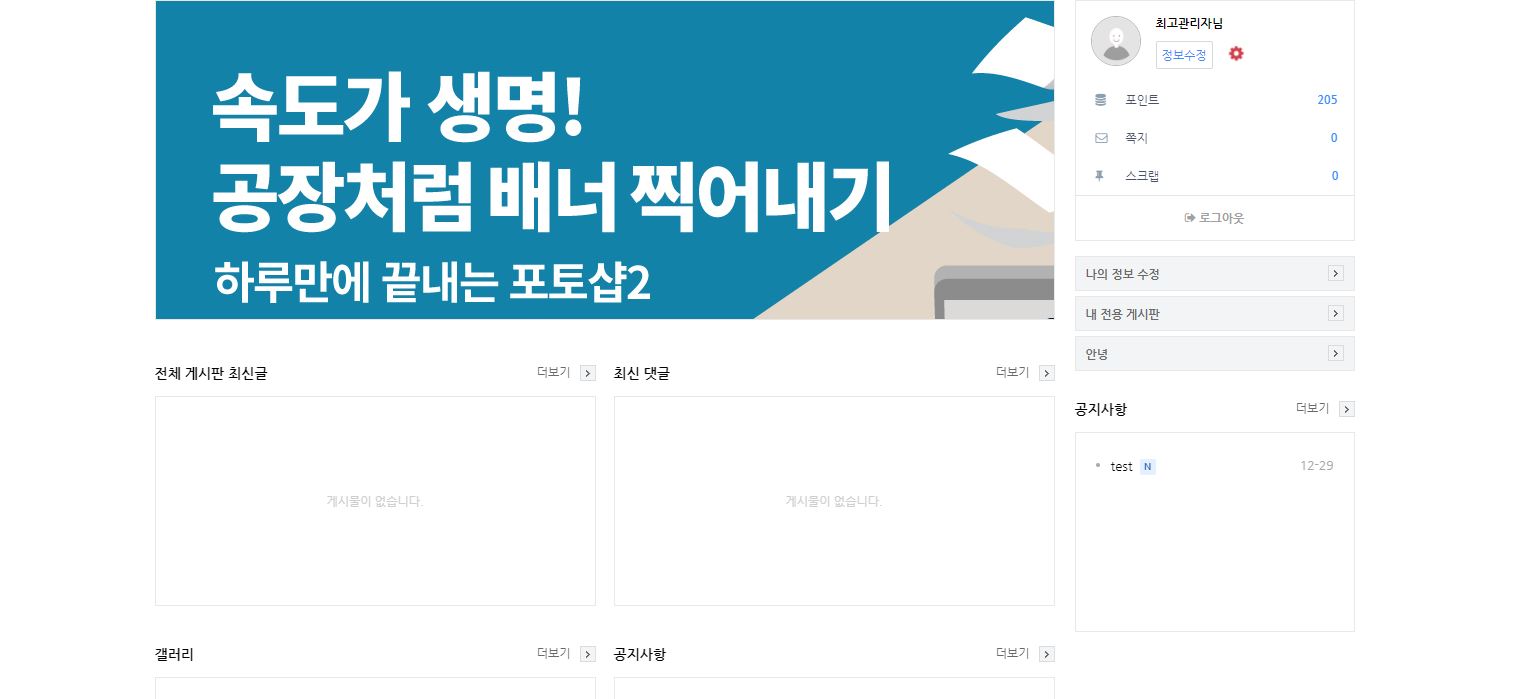 속도가 생명!
공장처럼 배너 찍어내기
하루만에 끝내는 포토샵2
최고관리자님
정보수정
포인트 205
쪽지 0
스크랩 0
로그아웃
나의 정보 수정
내 전용 게시판
안녕
공지사항 더보기
test N 12-29
전체 게시판 최신글 더보기
게시물이 없습니다.
최신 댓글 더보기
게시물이 없습니다.
갤러리 더보기
공지사항 더보기